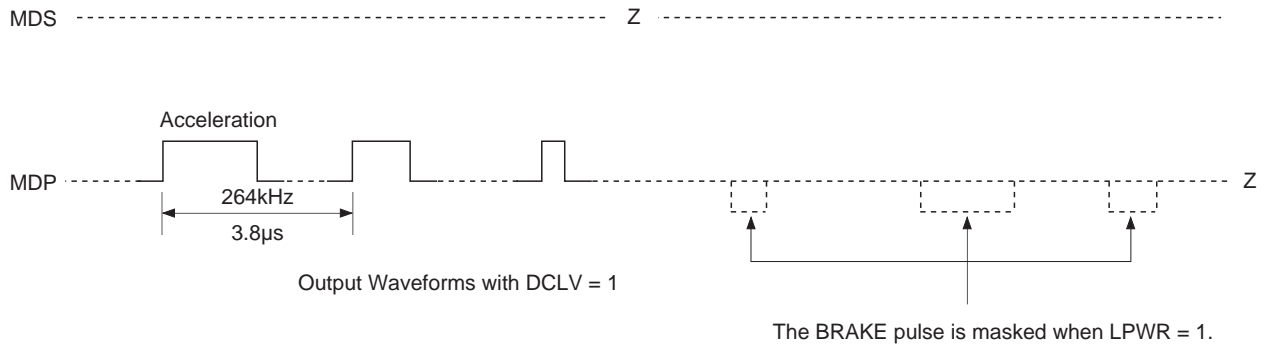 MDS Z
Acceleration
MDP Z
264kHz
3.8µs
Output Waveforms with DCLV = 1
The BRAKE pulse is masked when LPWR = 1.